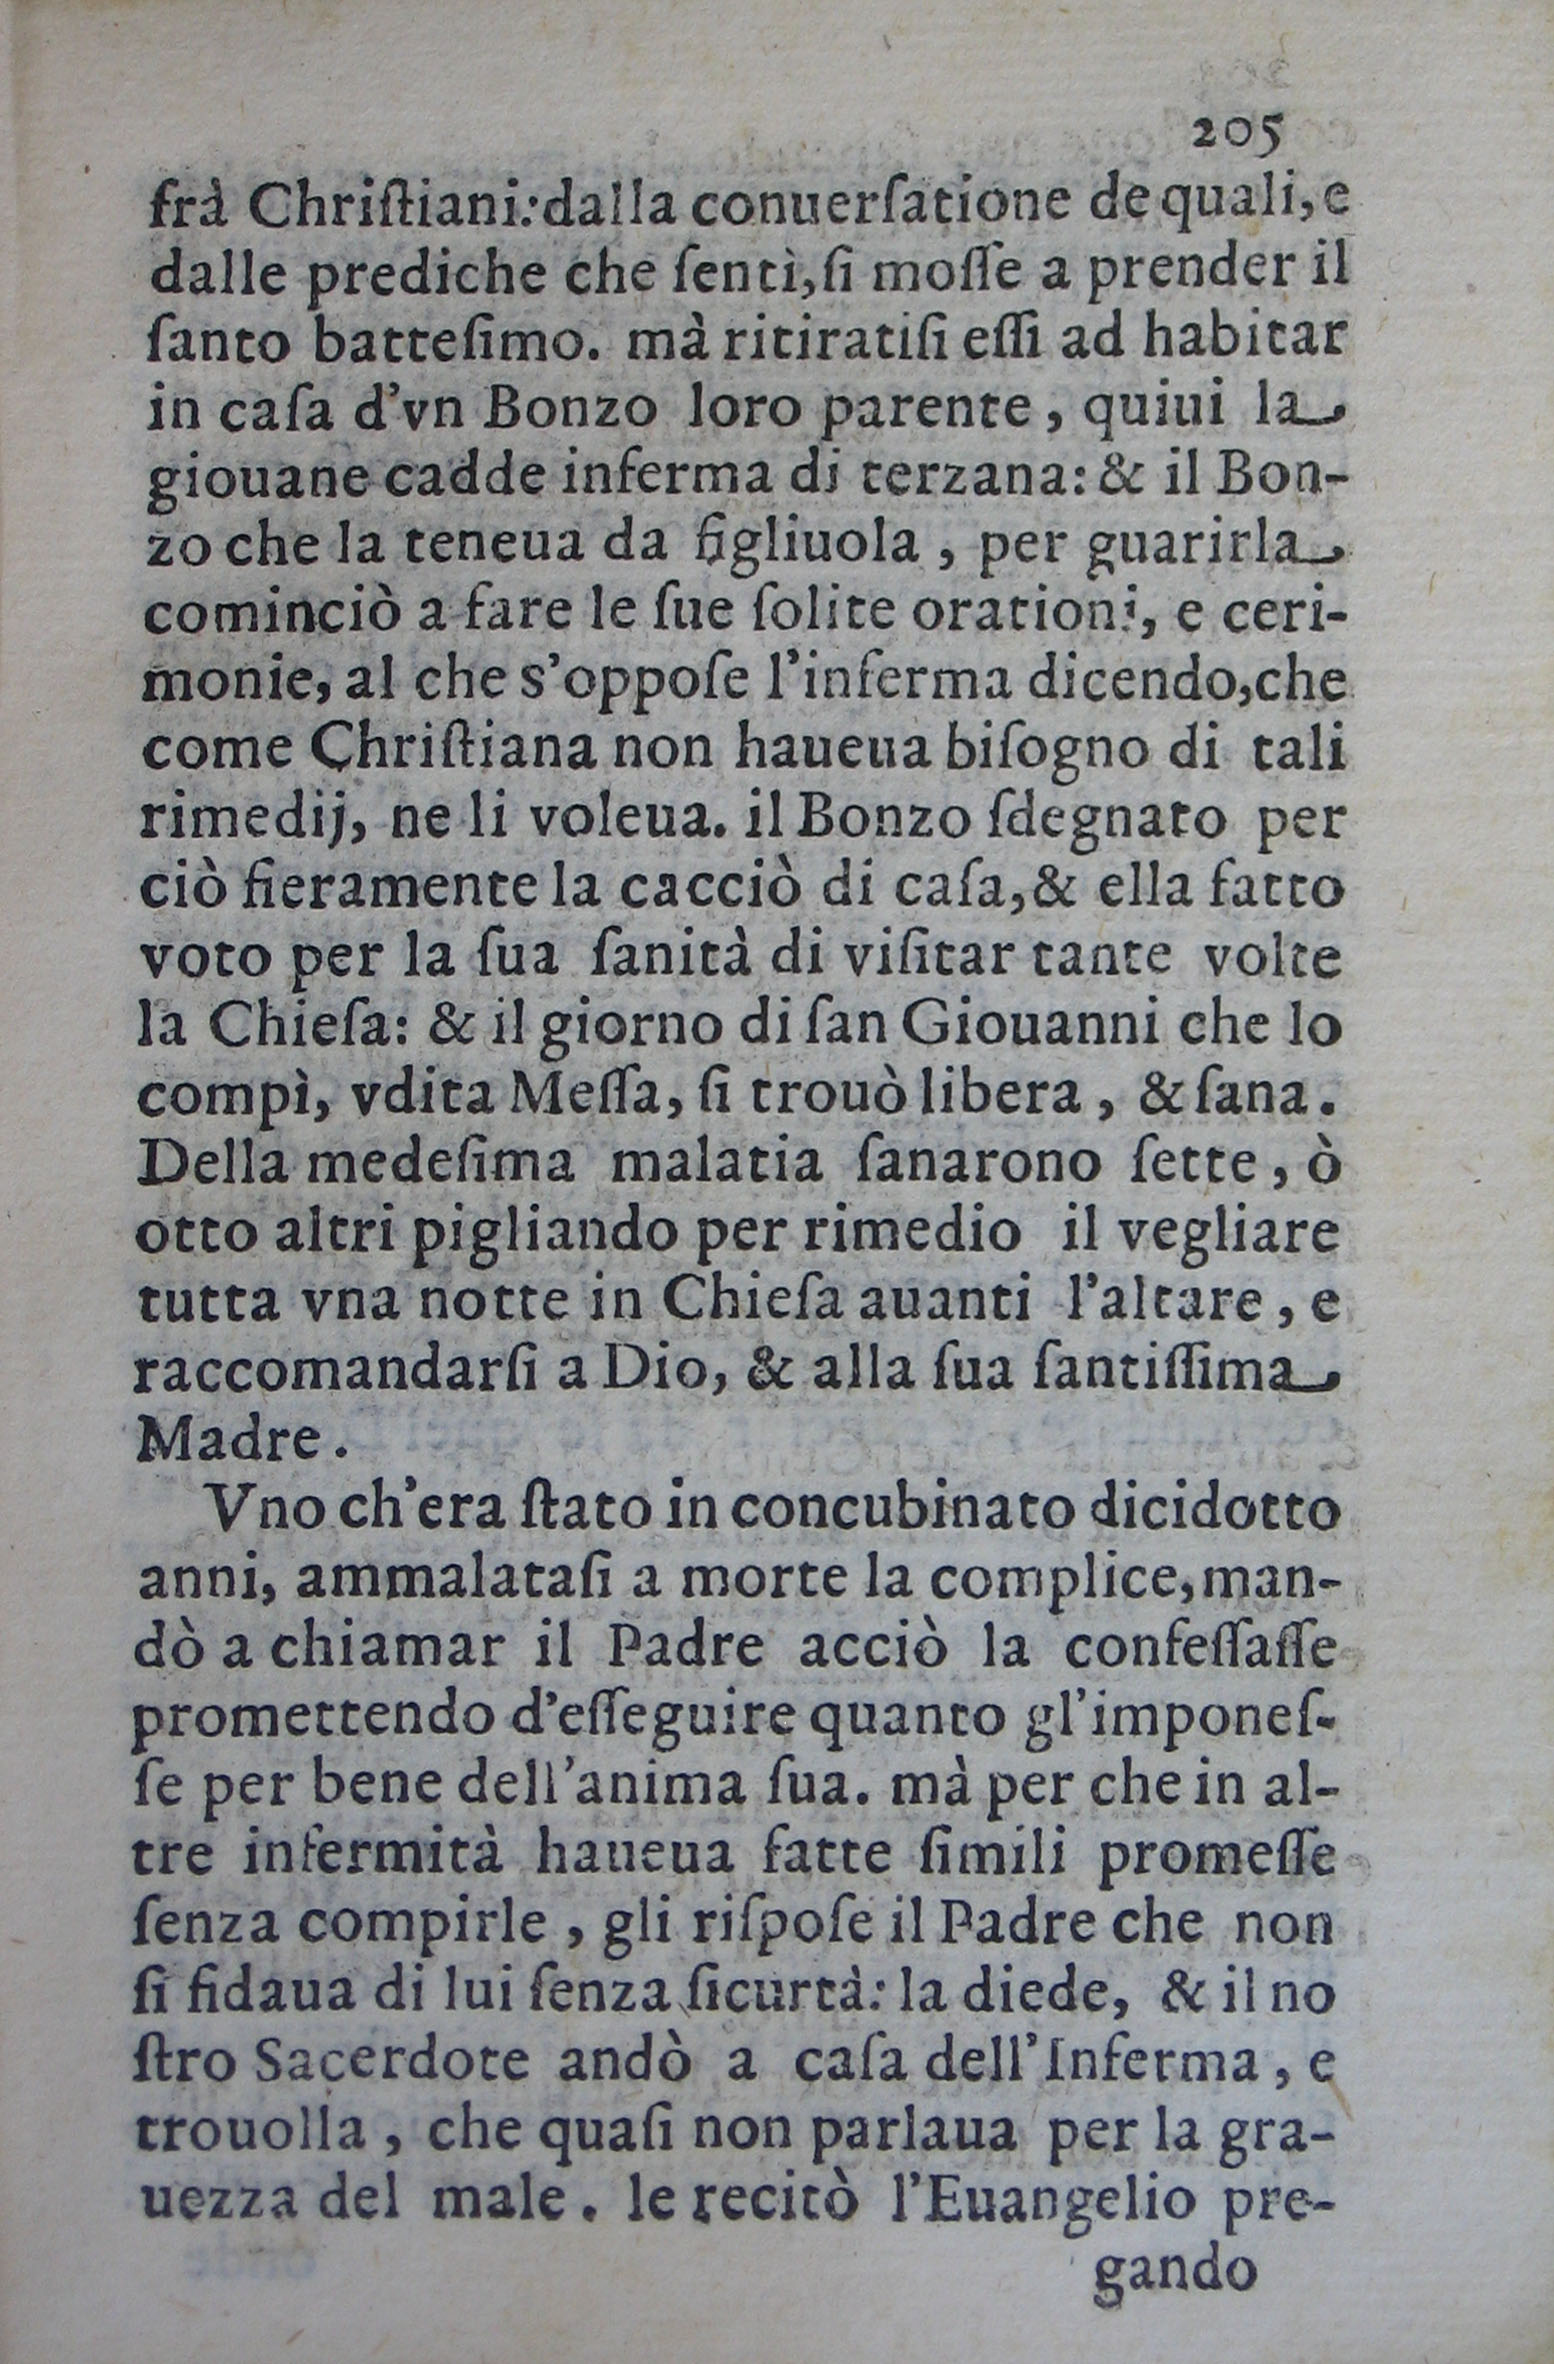 205
frà Chriſtiani: dalla conuerſatione de quali, e
dalle prediche che ſentì, ſi moſſe a prender il
ſanto batteſimo. mà ritiratiſi eſſi ad habitar
in caſa d'vn Bonzo loro parente, quiui la
giouane cadde inferma di terzana: & il Bon-
zo che la teneua da figliuola, per guarirla
cominciò a fare le ſue ſolite orationi, e ceri-
monie, al che s'oppoſe l'inferma dicendo, che
come Chriſtiana non haueua biſogno di tali
rimedij, ne li voleua. il Bonzo ſdegnato per
ciò fieramente la cacciò di caſa, & ella fatto
voto per la ſua ſanità di viſitar tante volte
la Chieſa: & il giorno di ſan Giouanni che lo
compì, vdita Meſſa, ſi trouò libera, & ſana.
Della medeſima malatia ſanarono ſette, ò
otto altri pigliando per rimedio il vegliare
tutta vna notte in Chieſa auanti l'altare, e
raccomandarſi a Dio, & alla ſua ſantiſſima
Madre.
Vno ch'era ſtato in concubinato dicidotto
anni, ammalataſi a morte la complice, man-
dò a chiamar il Padre acciò la confeſſaſſe
promettendo d'eſſeguire quanto gl'imponeſ-
ſe per bene dell'anima ſua. mà per che in al-
tre infermità haueua fatte ſimili promeſſe
ſenza compirle, gli riſpoſe il Padre che non
ſi fidaua di lui ſenza ſicurtà: la diede, & il no
ſtro Sacerdote andò a caſa dell'Inferma, e
trouolla, che quaſi non parlaua per la gra-
uezza del male. le recitò l'Euangelio pre-
gando